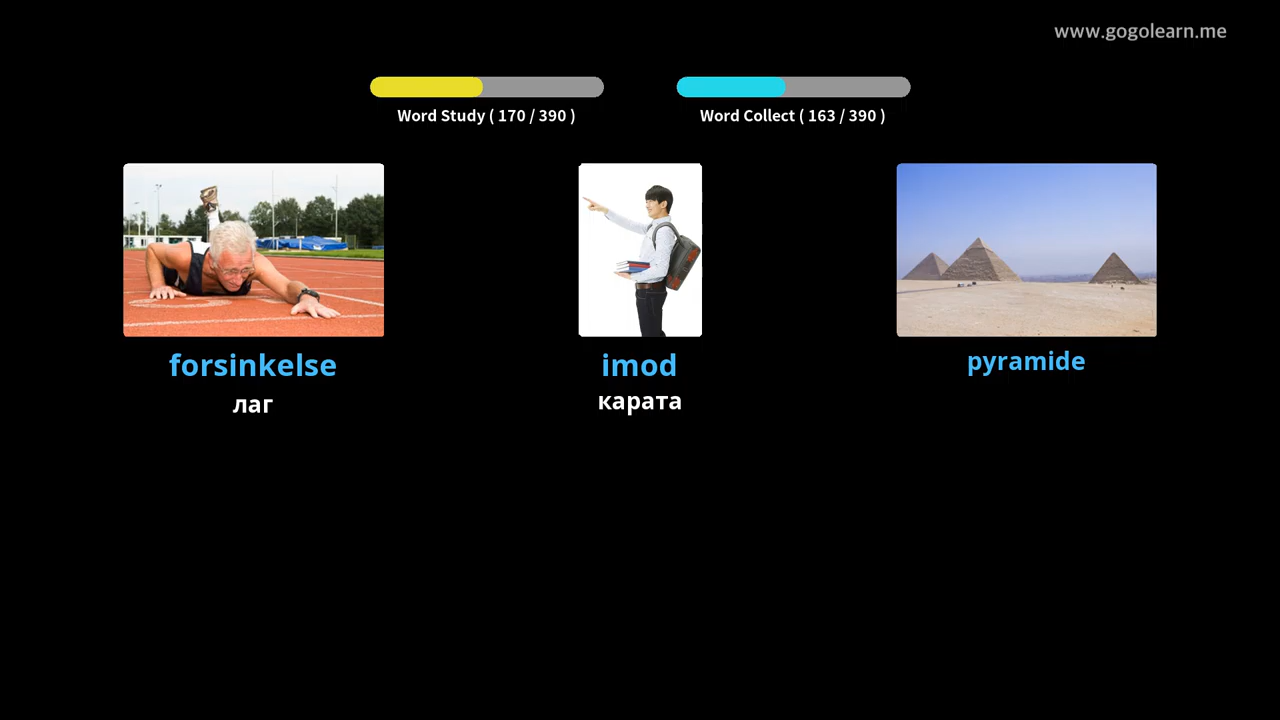 www.gogolearn.me
Word Study ( 170 / 390 )
Word Collect ( 163 / 390 )
forsinkelse
imod
pyramide
лаг
карата